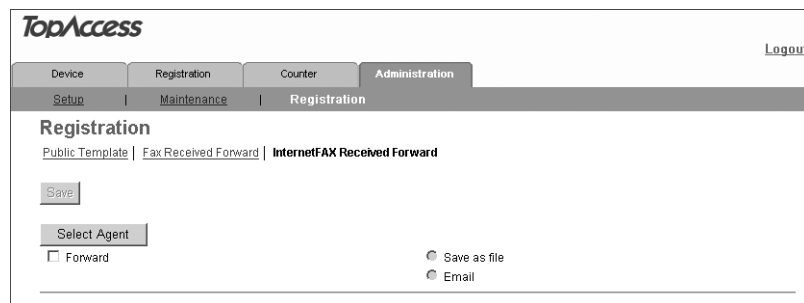 TopAccess
Logou
Device Registration Counter Administration
Setup | Maintenance | Registration
Registration
Public Template | Fax Received Forward | InternetFAX Received Forward
Save
Select Agent
Forward Save as file
Email